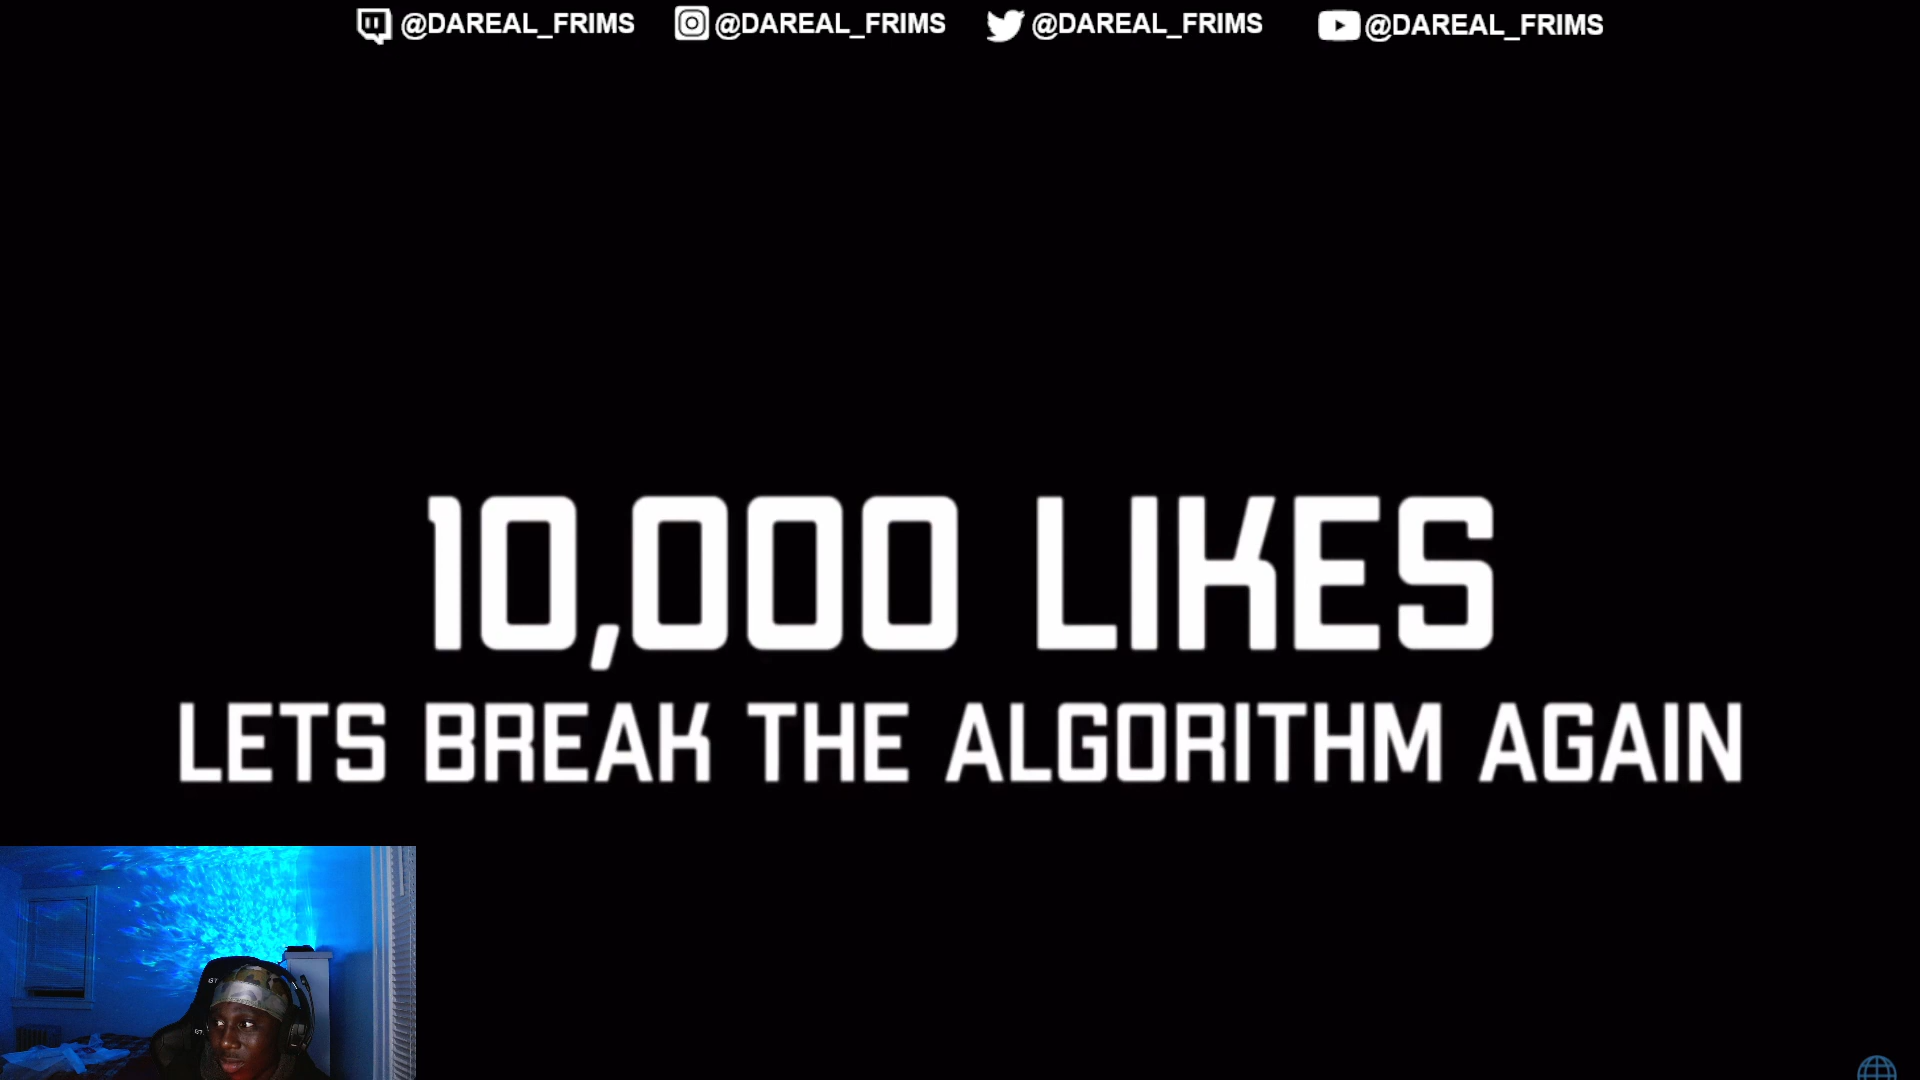 @DAREAL_FRIMS @DAREAL_FRIMS @DAREAL_FRIMS @DAREAL_FRIMS
10,000 LIKES
LETS BREAK THE ALGORITHM AGAIN